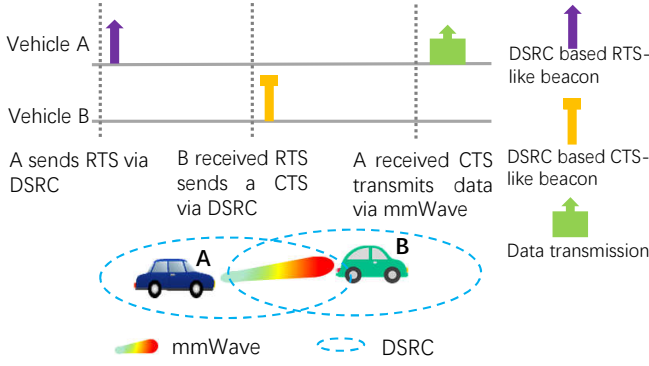 Vehicle A
Vehicle B
A sends RTS via
DSRC
B received RTS
sends a CTS
via DSRC
A received CTS
transmits data
via mmWave
DSRC based RTS-
like beacon
DSRC based CTS-
like beacon
Data transmission
A
B
mmWave
DSRC